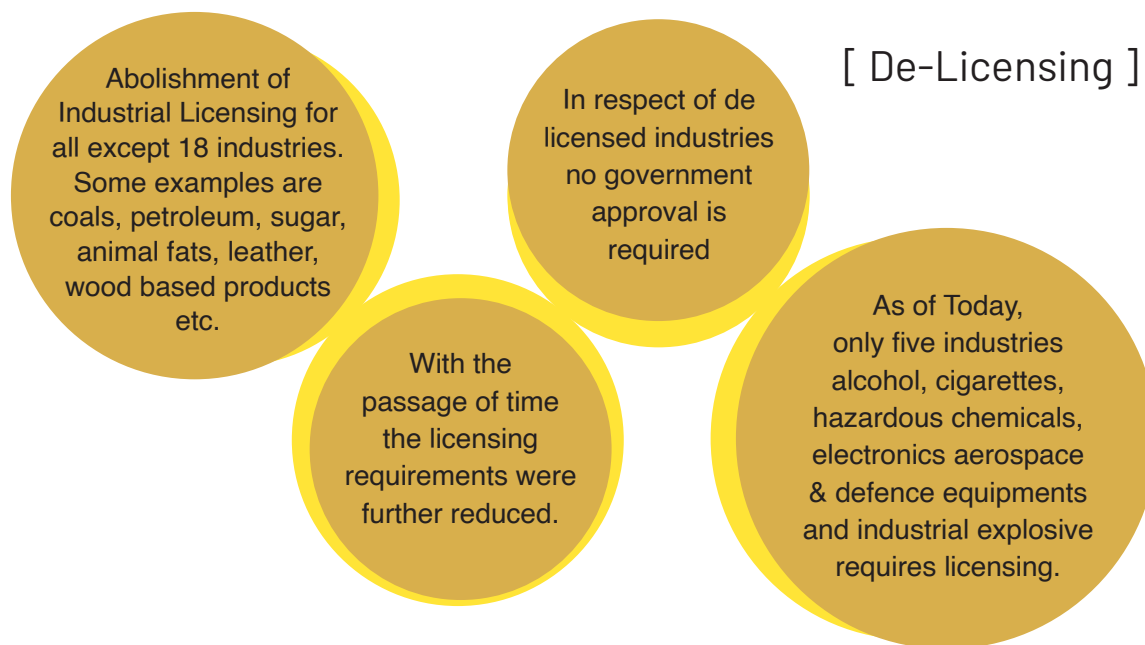 [ De-Licensing ]
Abolishment of
Industrial Licensing for
all except 18 industries.
Some examples are
coals, petroleum, sugar,
animal fats, leather,
wood based products
etc.
With the
passage of time
the licensing
requirements were
further reduced.
In respect of de
licensed industries
no government
approval is
required
As of Today,
only five industries
alcohol, cigarettes,
hazardous chemicals,
electronics aerospace
& defence equipments
and industrial explosive
requires licensing.